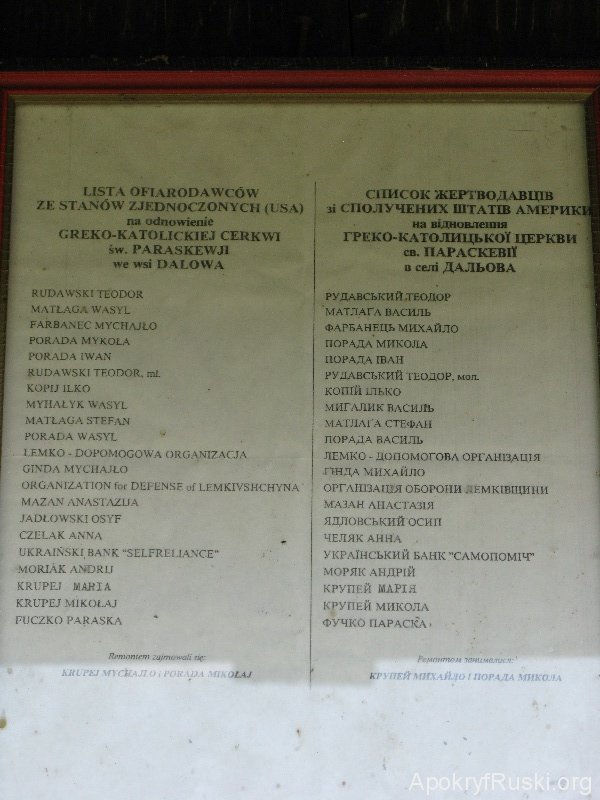 LISTA OFIARODAWCÓW
ZE STANÓW ZJEDNOCZONYCH (USA)
na odnowienie
GREKO-KATOLICKIEJ CERKWI
św. PARASKEWJI
we wsi DALOWA
RUDAWSKI TEODOR
MATŁAGA WASYL
FARBANEC MYCHAJŁO
PORADA MYKOŁA
PORADA IWAN
RUDAWSKI TEODOR, mł.
KOPIJ ILKO
MYHAŁYK WASYL
MATŁAGA STEFAN
PORADA WASYL
ŁEMKO - DOPOMOGOWA ORGANIZACJA
GINDA MYCHAJŁO
ORGANIZATION for DEFENSE of LEMKIVSHCHYNA
MAZAN ANASTAZIJA
JADŁOWSKI OSYF
CZELAK ANNA
UKRAIŃSKI BANK "SELFRELIANCE"
MORIAK ANDRIJ
KRUPEJ MARIA
KRUPEJ MIKOŁAJ
FUCZKO PARASKA
Remontem zajmowali się:
KRUPEJ MYCHAJŁO i PORADA MIKOŁAJ
СПИСОК ЖЕРТВОДАВЦІВ
зі СПОЛУЧЕНИХ ШТАТІВ АМЕРИКИ
на відновлення
ГРЕКО-КАТОЛИЦЬКОЇ ЦЕРКВИ
св. ПАРАСКЕВІЇ
в селі ДАЛЬОВА
РУДАВСЬКИЙ ТЕОДОР
МАТЛАҐА ВАСИЛЬ
ФАРБАНЕЦЬ МИХАЙЛО
ПОРАДА МИКОЛА
ПОРАДА ІВАН
РУДАВСЬКИЙ ТЕОДОР, мол.
КОПІЙ ІЛЬКО
МИГАЛИК ВАСИЛЬ
МАТЛАҐА СТЕФАН
ПОРАДА ВАСИЛЬ
ЛЕМКО - ДОПОМОГОВА ОРГАНІЗАЦІЯ
ҐІНДА МИХАЙЛО
ОРГАНІЗАЦІЯ ОБОРОНИ ЛЕМКІВЩИНИ
МАЗАН АНАСТАЗІЯ
ЯДЛОВСЬКИЙ ОСИП
ЧЕЛЯК АННА
УКРАЇНСЬКИЙ БАНК "САМОПОМІЧ"
МОРЯК АНДРІЙ
КРУПЕЙ МАРІЯ
КРУПЕЙ МИКОЛА
ФУЧКО ПАРАСКА
Ремонтом занималися:
КРУПЕЙ МИХАЙЛО І ПОРАДА МИКОЛА
ApokryfRuski.org